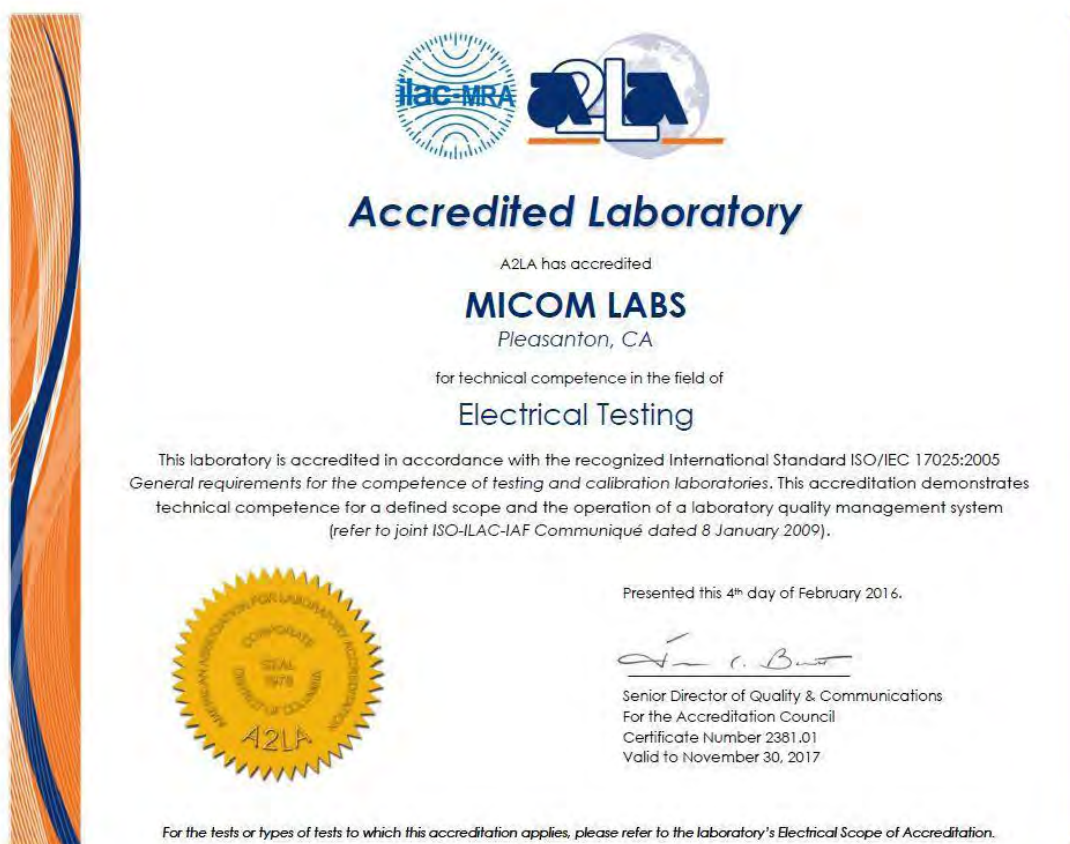 ilac-MRA
A2LA
Accredited Laboratory
A2LA has accredited
MICOM LABS
Pleasanton, CA
for technical competence in the field of
Electrical Testing
This laboratory is accredited in accordance with the recognized International Standard ISO/IEC 17025:2005
General requirements for the competence of testing and calibration laboratories. This accreditation demonstrates
technical competence for a defined scope and the operation of a laboratory quality management system
(refer to joint ISO-ILAC-IAF Communiqué dated 8 January 2009).
AMERICAN ASSOCIATION FOR LABORATORY ACCREDITATION
CORPORATE
SEAL
1978
DISTRICT OF COLUMBIA
A2LA
Presented this 4th day of February 2016.
Senior Director of Quality & Communications
For the Accreditation Council
Certificate Number 2381.01
Valid to November 30, 2017
For the tests or types of tests to which this accreditation applies, please refer to the laboratory's Electrical Scope of Accreditation.